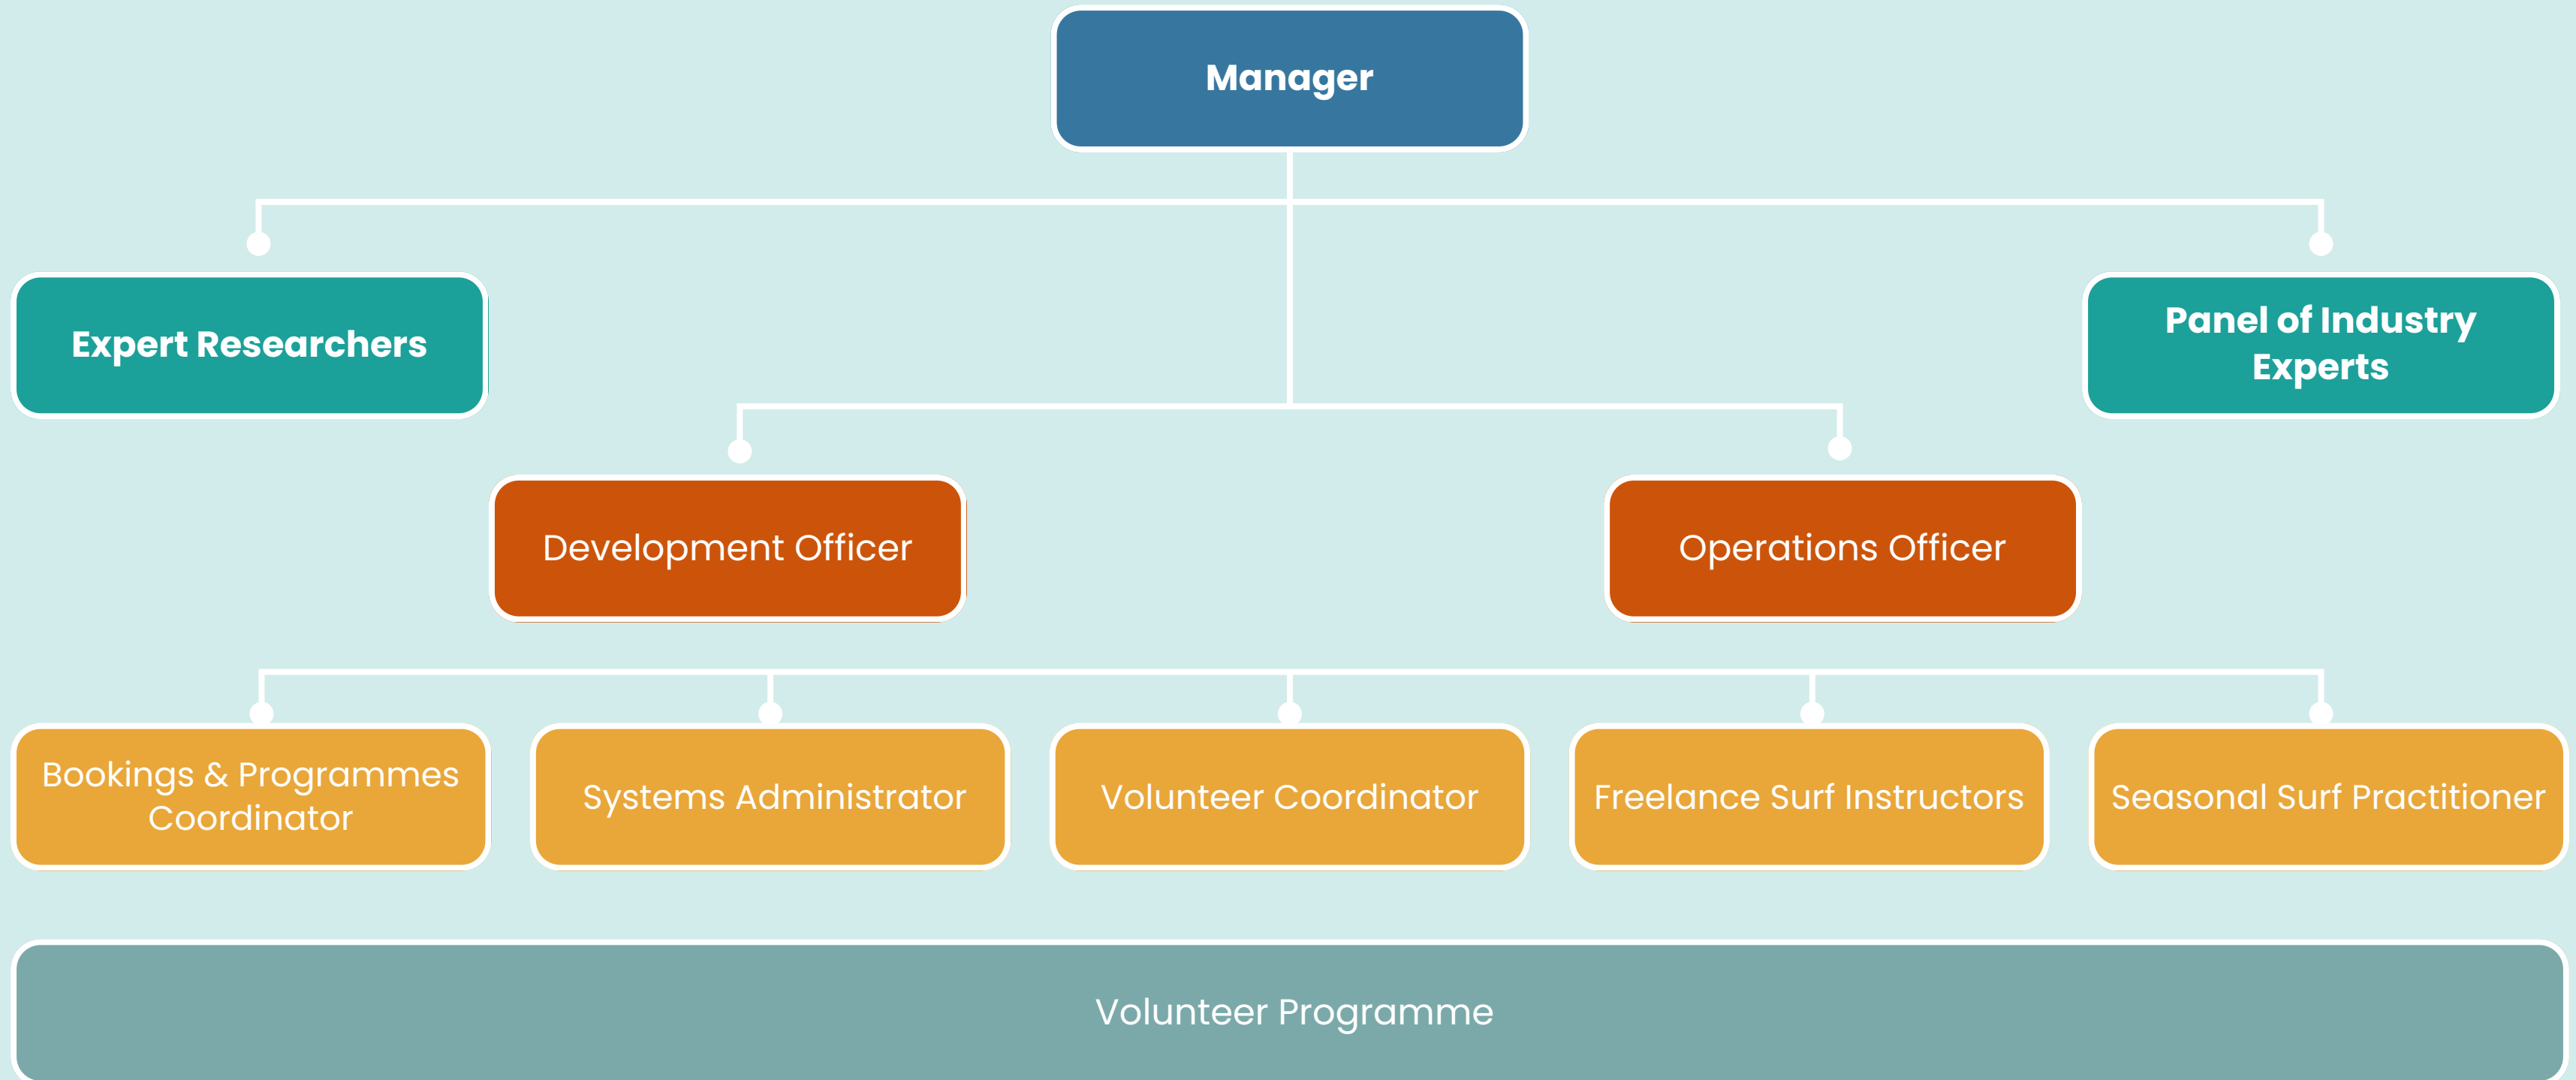 Manager
Expert Researchers
Panel of Industry
Experts
Development Officer
Operations Officer
Bookings & Programmes
Coordinator
Systems Administrator
Volunteer Coordinator
Freelance Surf Instructors
Seasonal Surf Practitioner
Volunteer Programme